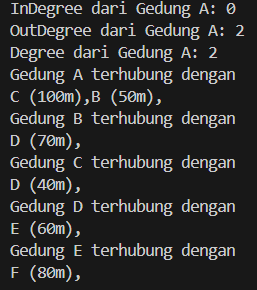 InDegree dari Gedung A: 0
OutDegree dari Gedung A: 2
Degree dari Gedung A: 2
Gedung A terhubung dengan
C (100m),B (50m),
Gedung B terhubung dengan
D (70m),
Gedung C terhubung dengan
D (40m),
Gedung D terhubung dengan
E (60m),
Gedung E terhubung dengan
F (80m),